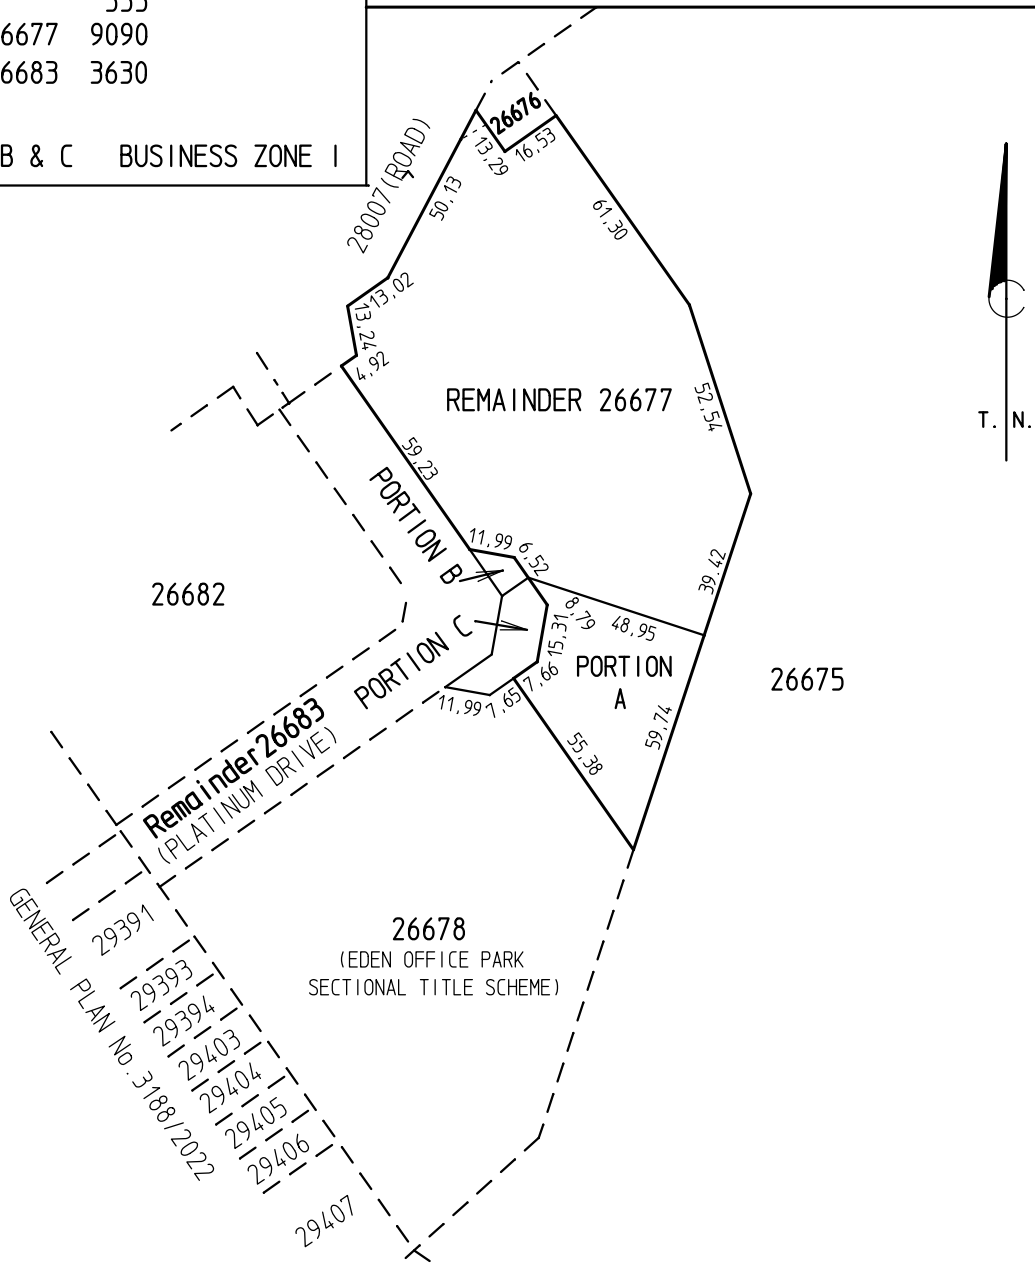 6677 9090
6683 3630
B & C BUSINESS ZONE I
26676
28007(ROAD)
13,29
16,53
50,13
61,30
13,02
13,24
4,92
REMAINDER 26677
52,54
T. N.
59,23
PORTION B
11,99
6,52
39,42
26682
8,79
48,95
PORTION C
15,31
PORTION
A
26675
7,66
7,65
11,99
59,74
55,38
Remainder26683
(PLATINUM DRIVE)
26678
(EDEN OFFICE PARK
SECTIONAL TITLE SCHEME)
GENERAL PLAN No.3188/2022
29391
29393
29394
29403
29404
29405
29406
29407